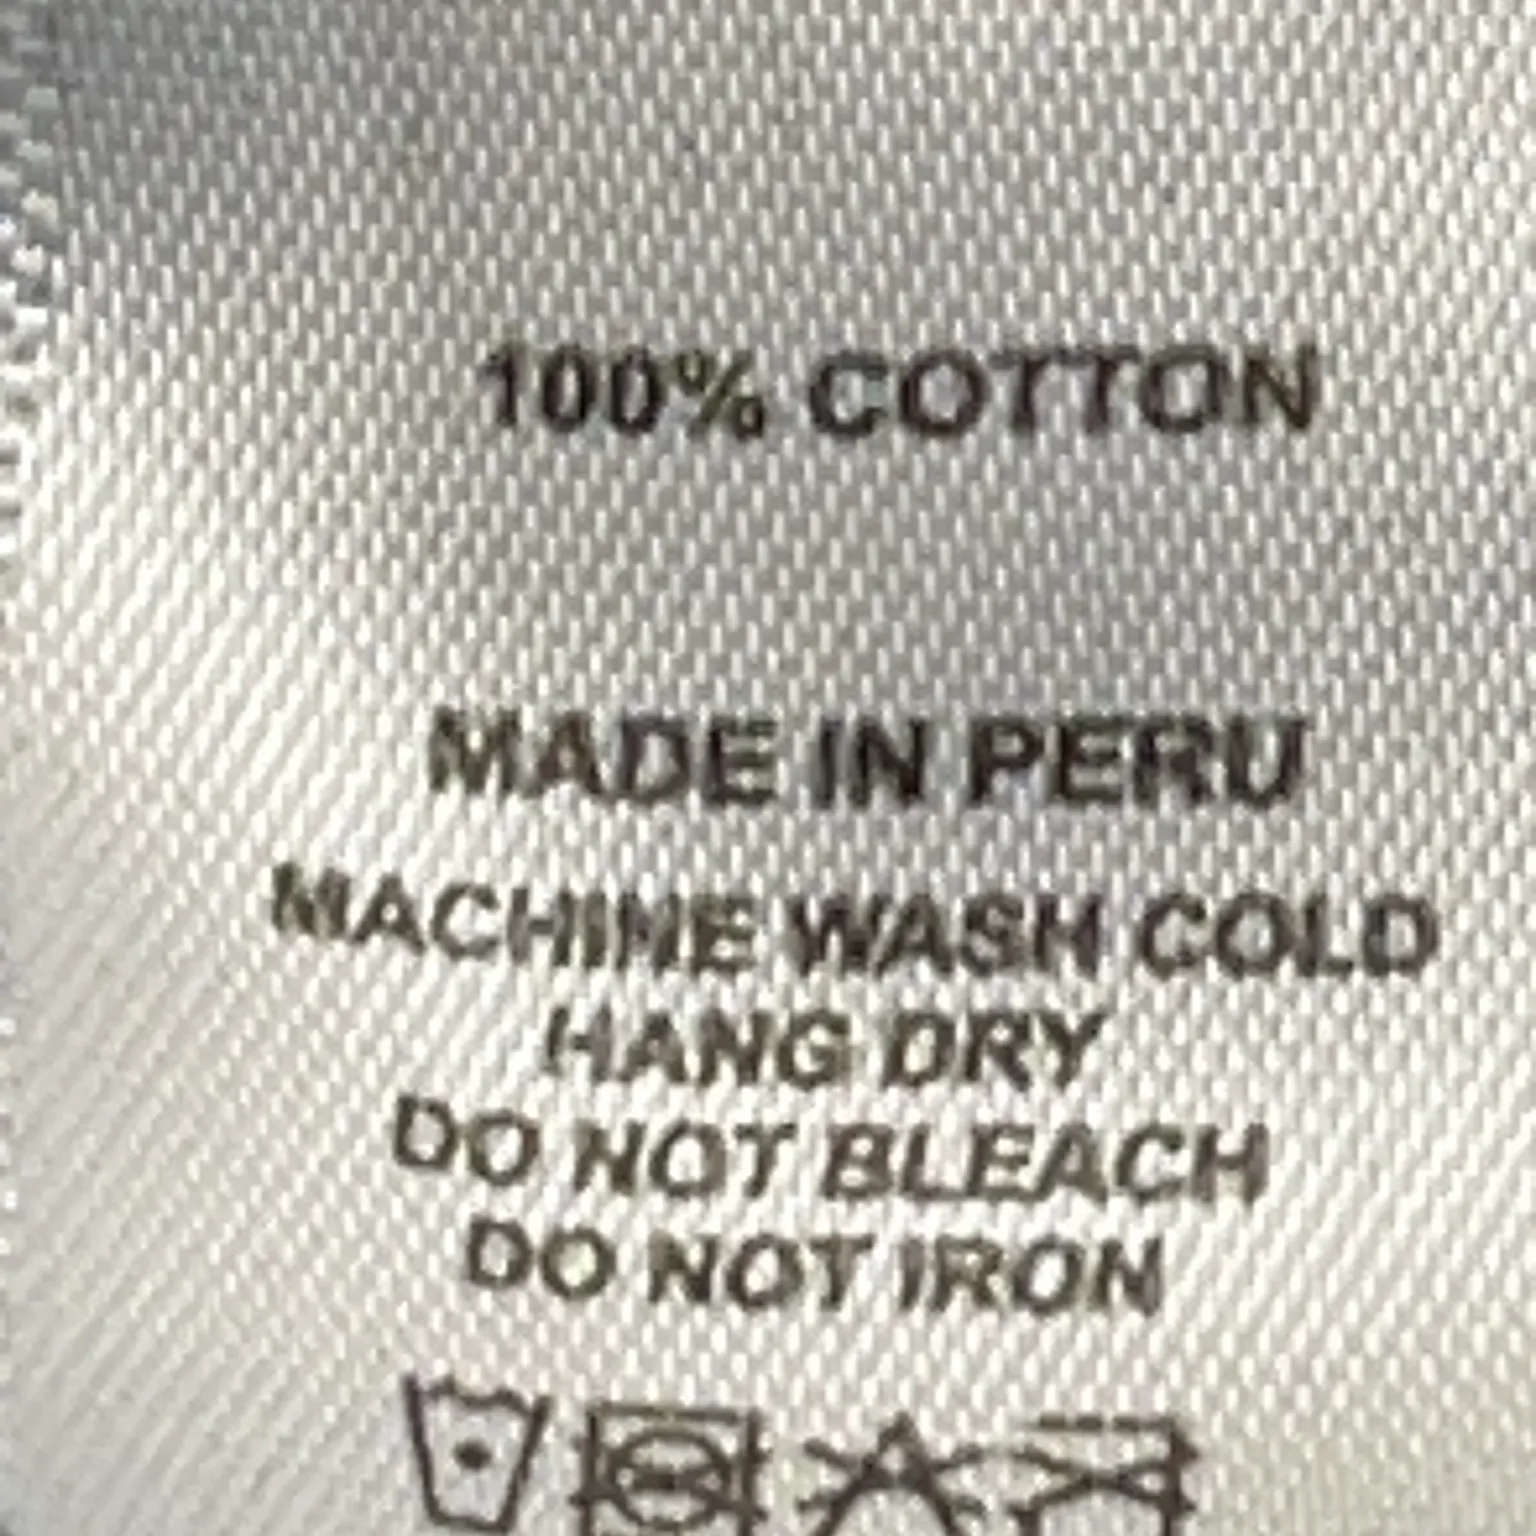 100% COTTON
MADE IN PERU
MACHINE WASH COLD
HANG DRY
DO NOT BLEACH
DO NOT IRON